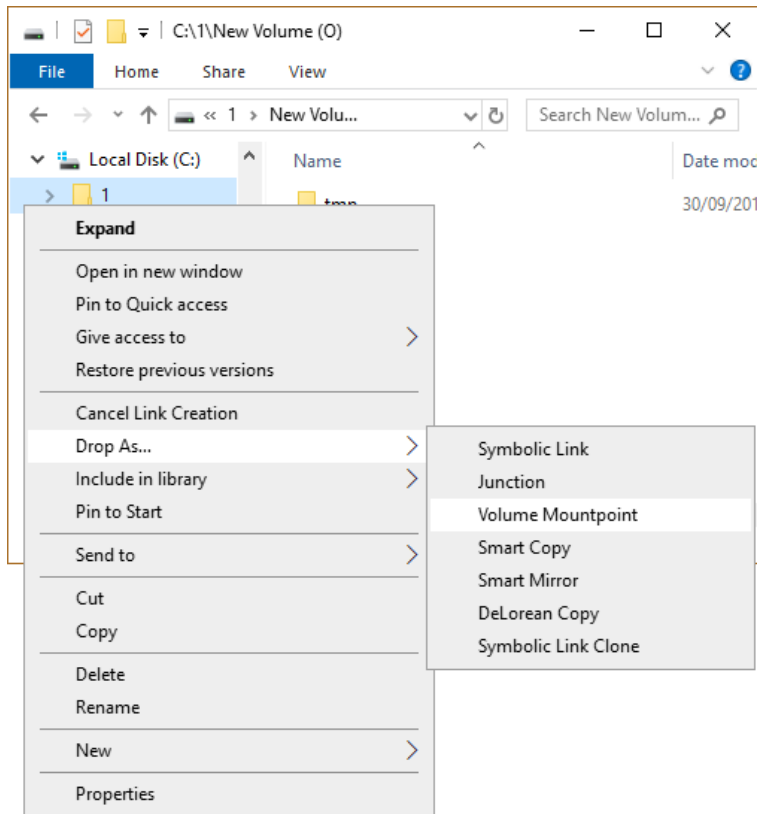 C:\1\New Volume (O)
File Home Share View
« 1 > New Volu... Search New Volum...
Local Disk (C:) Name Date mod
1 tmp 30/09/201
Expand
Open in new window
Pin to Quick access
Give access to
Restore previous versions
Cancel Link Creation
Drop As...
Include in library
Pin to Start
Send to
Cut
Copy
Delete
Rename
New
Properties
Symbolic Link
Junction
Volume Mountpoint
Smart Copy
Smart Mirror
DeLorean Copy
Symbolic Link Clone